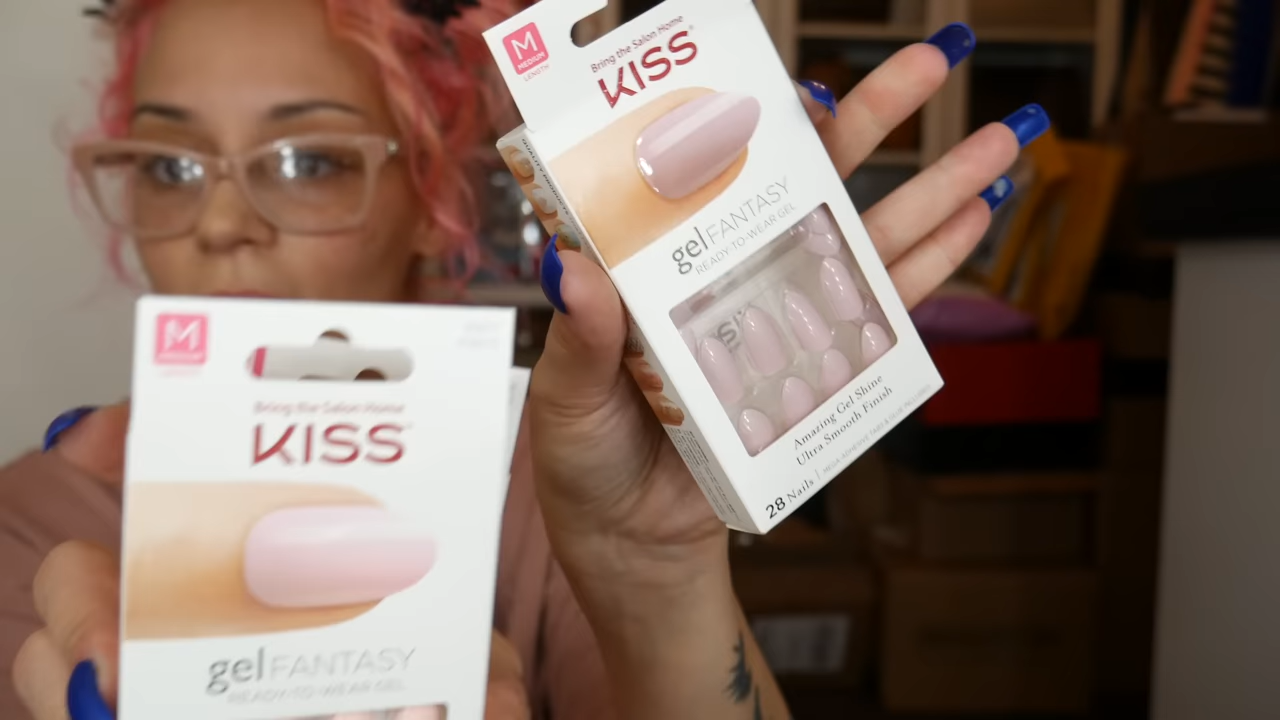 M
MEDIUM
LENGTH
Bring the Salon Home
KISS
gel FANTASY
READY-TO-WEAR GEL
Amazing Gel Shine
Ultra Smooth Finish
28 Nails |
M
MEDIUM
Bring the Salon Home
KISS
gel FANTASY
READY-TO-WEAR GEL